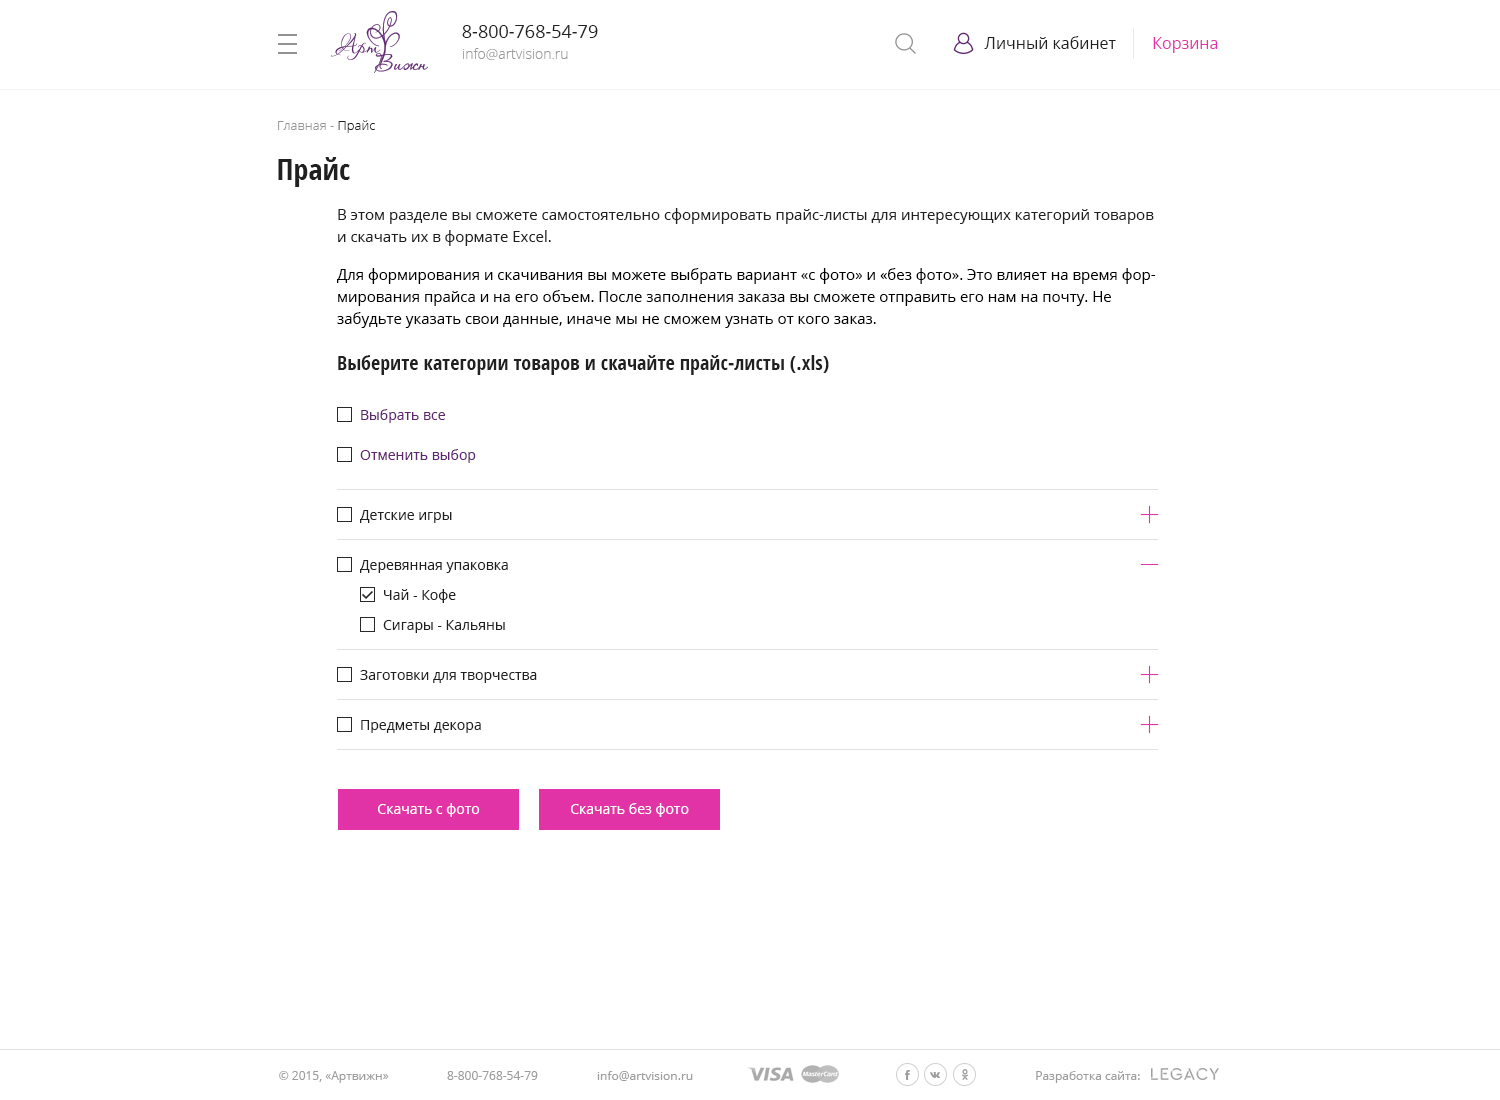 Арт Вижн
8-800-768-54-79
info@artvision.ru
Личный кабинет
Корзина
Главная - Прайс
Прайс
В этом разделе вы сможете самостоятельно сформировать прайс-листы для интересующих категорий товаров
и скачать их в формате Excel.
Для формирования и скачивания вы можете выбрать вариант «с фото» и «без фото». Это влияет на время фор-
мирования прайса и на его объем. После заполнения заказа вы сможете отправить его нам на почту. Не
забудьте указать свои данные, иначе мы не сможем узнать от кого заказ.
Выберите категории товаров и скачайте прайс-листы (.xls)
Выбрать все
Отменить выбор
Детские игры
Деревянная упаковка
Чай - Кофе
Сигары - Кальяны
Заготовки для творчества
Предметы декора
Скачать с фото
Скачать без фото
© 2015, «Артвижн»
8-800-768-54-79
info@artvision.ru
VISA
MasterCard
Разработка сайта:
LEGACY